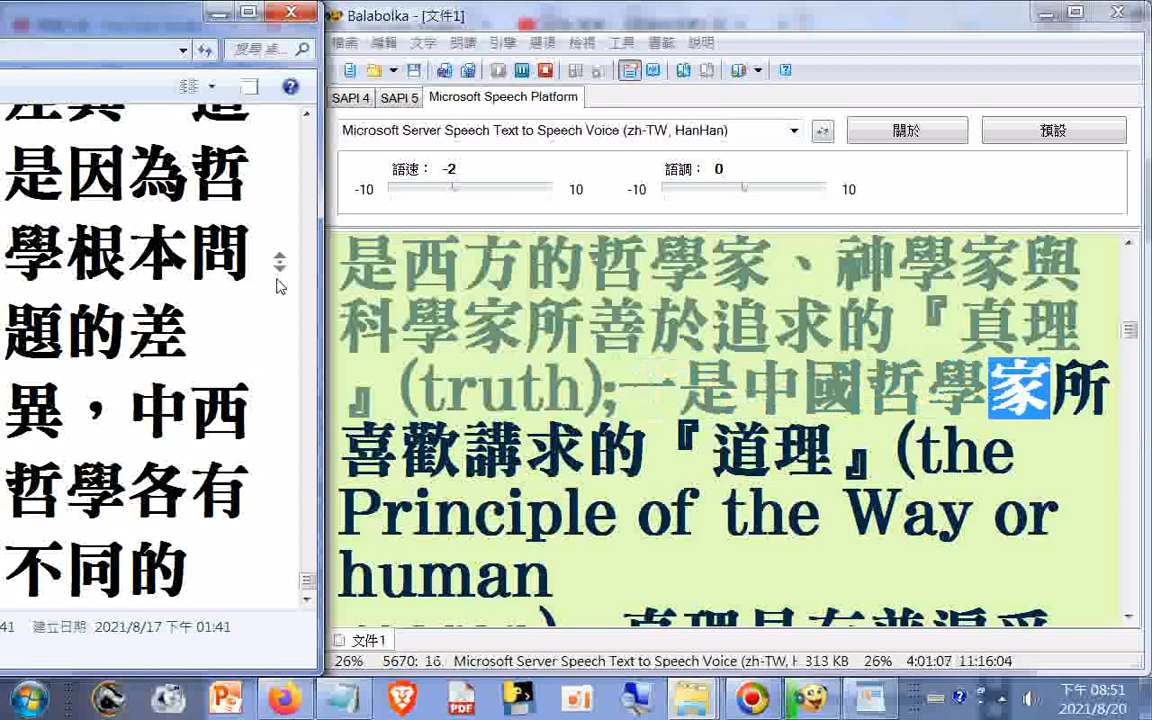 搜尋 桌...
差異
是因為哲
學根本問
題的差
異，中西
哲學各有
不同的
41 建立日期: 2021/8/17 下午 01:41
Balabolka - [文件1]
檔案 編輯 文字 朗讀 引擎 選項 檢視 工具 書籤 說明
SAPI 4 SAPI 5 Microsoft Speech Platform
Microsoft Server Speech Text to Speech Voice (zh-TW, HanHan) 關於 預設
語速： -2 語調： 0
-10 10 -10 10
是西方的哲學家、神學家與
科學家所善於追求的『真理
』(truth);一是中國哲學家所
喜歡講求的『道理』(the
Principle of the Way or
human
文件1
26% 5670: 16. Microsoft Server Speech Text to Speech Voice (zh-TW, H 313 KB 26% 4:01:07 11:16:04
PDF
下午 08:51
2021/8/20